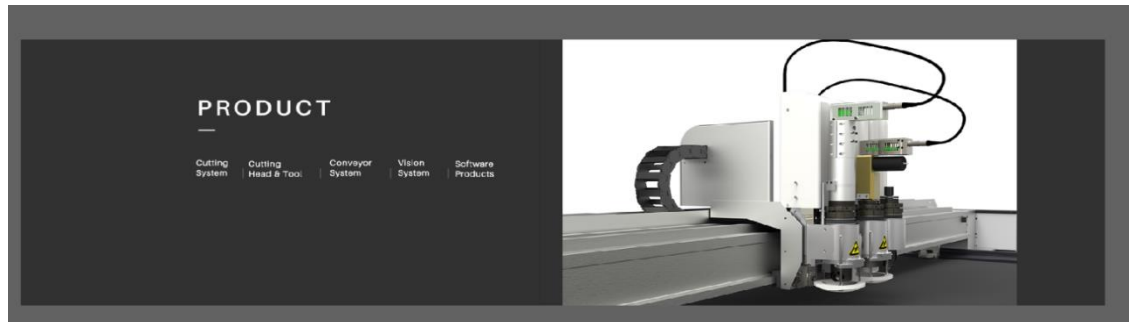 PRODUCT
Cutting System
Cutting Head & Tool
Conveyor System
Vision System
Software Products